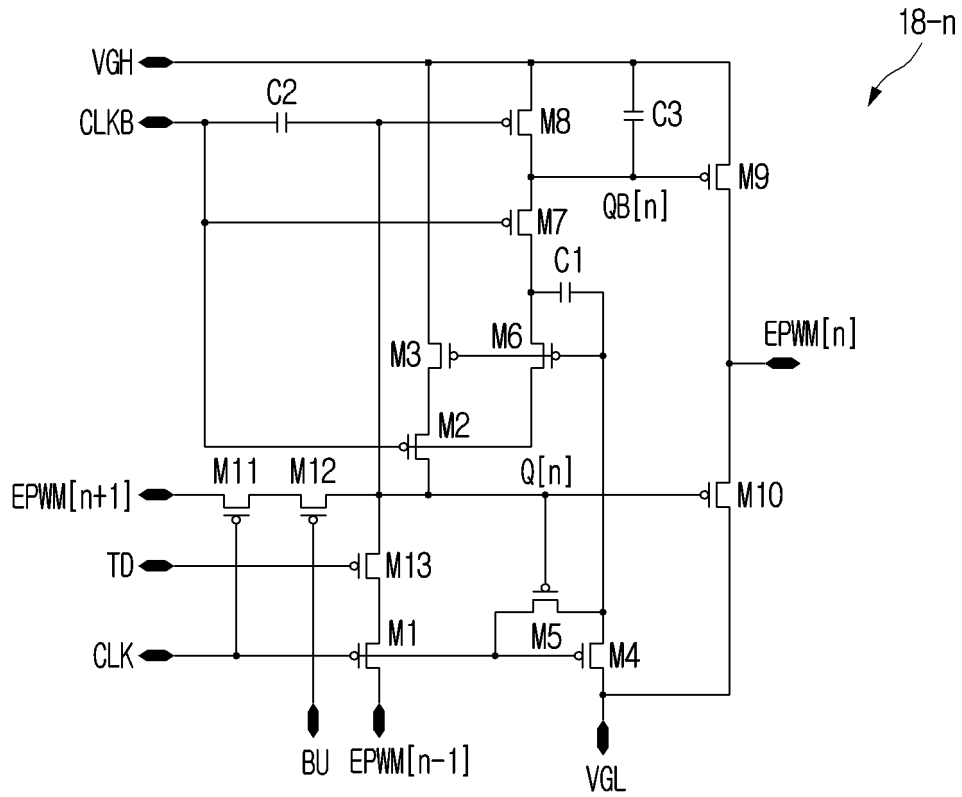 18-n
VGH
C2
CLKB
M8
C3
M9
QB[n]
M7
C1
M3
M6
EPWM[n]
M2
M11
M12
Q[n]
EPWM[n+1]
M10
TD
M13
M1
M5
M4
CLK
BU
EPWM[n-1]
VGL